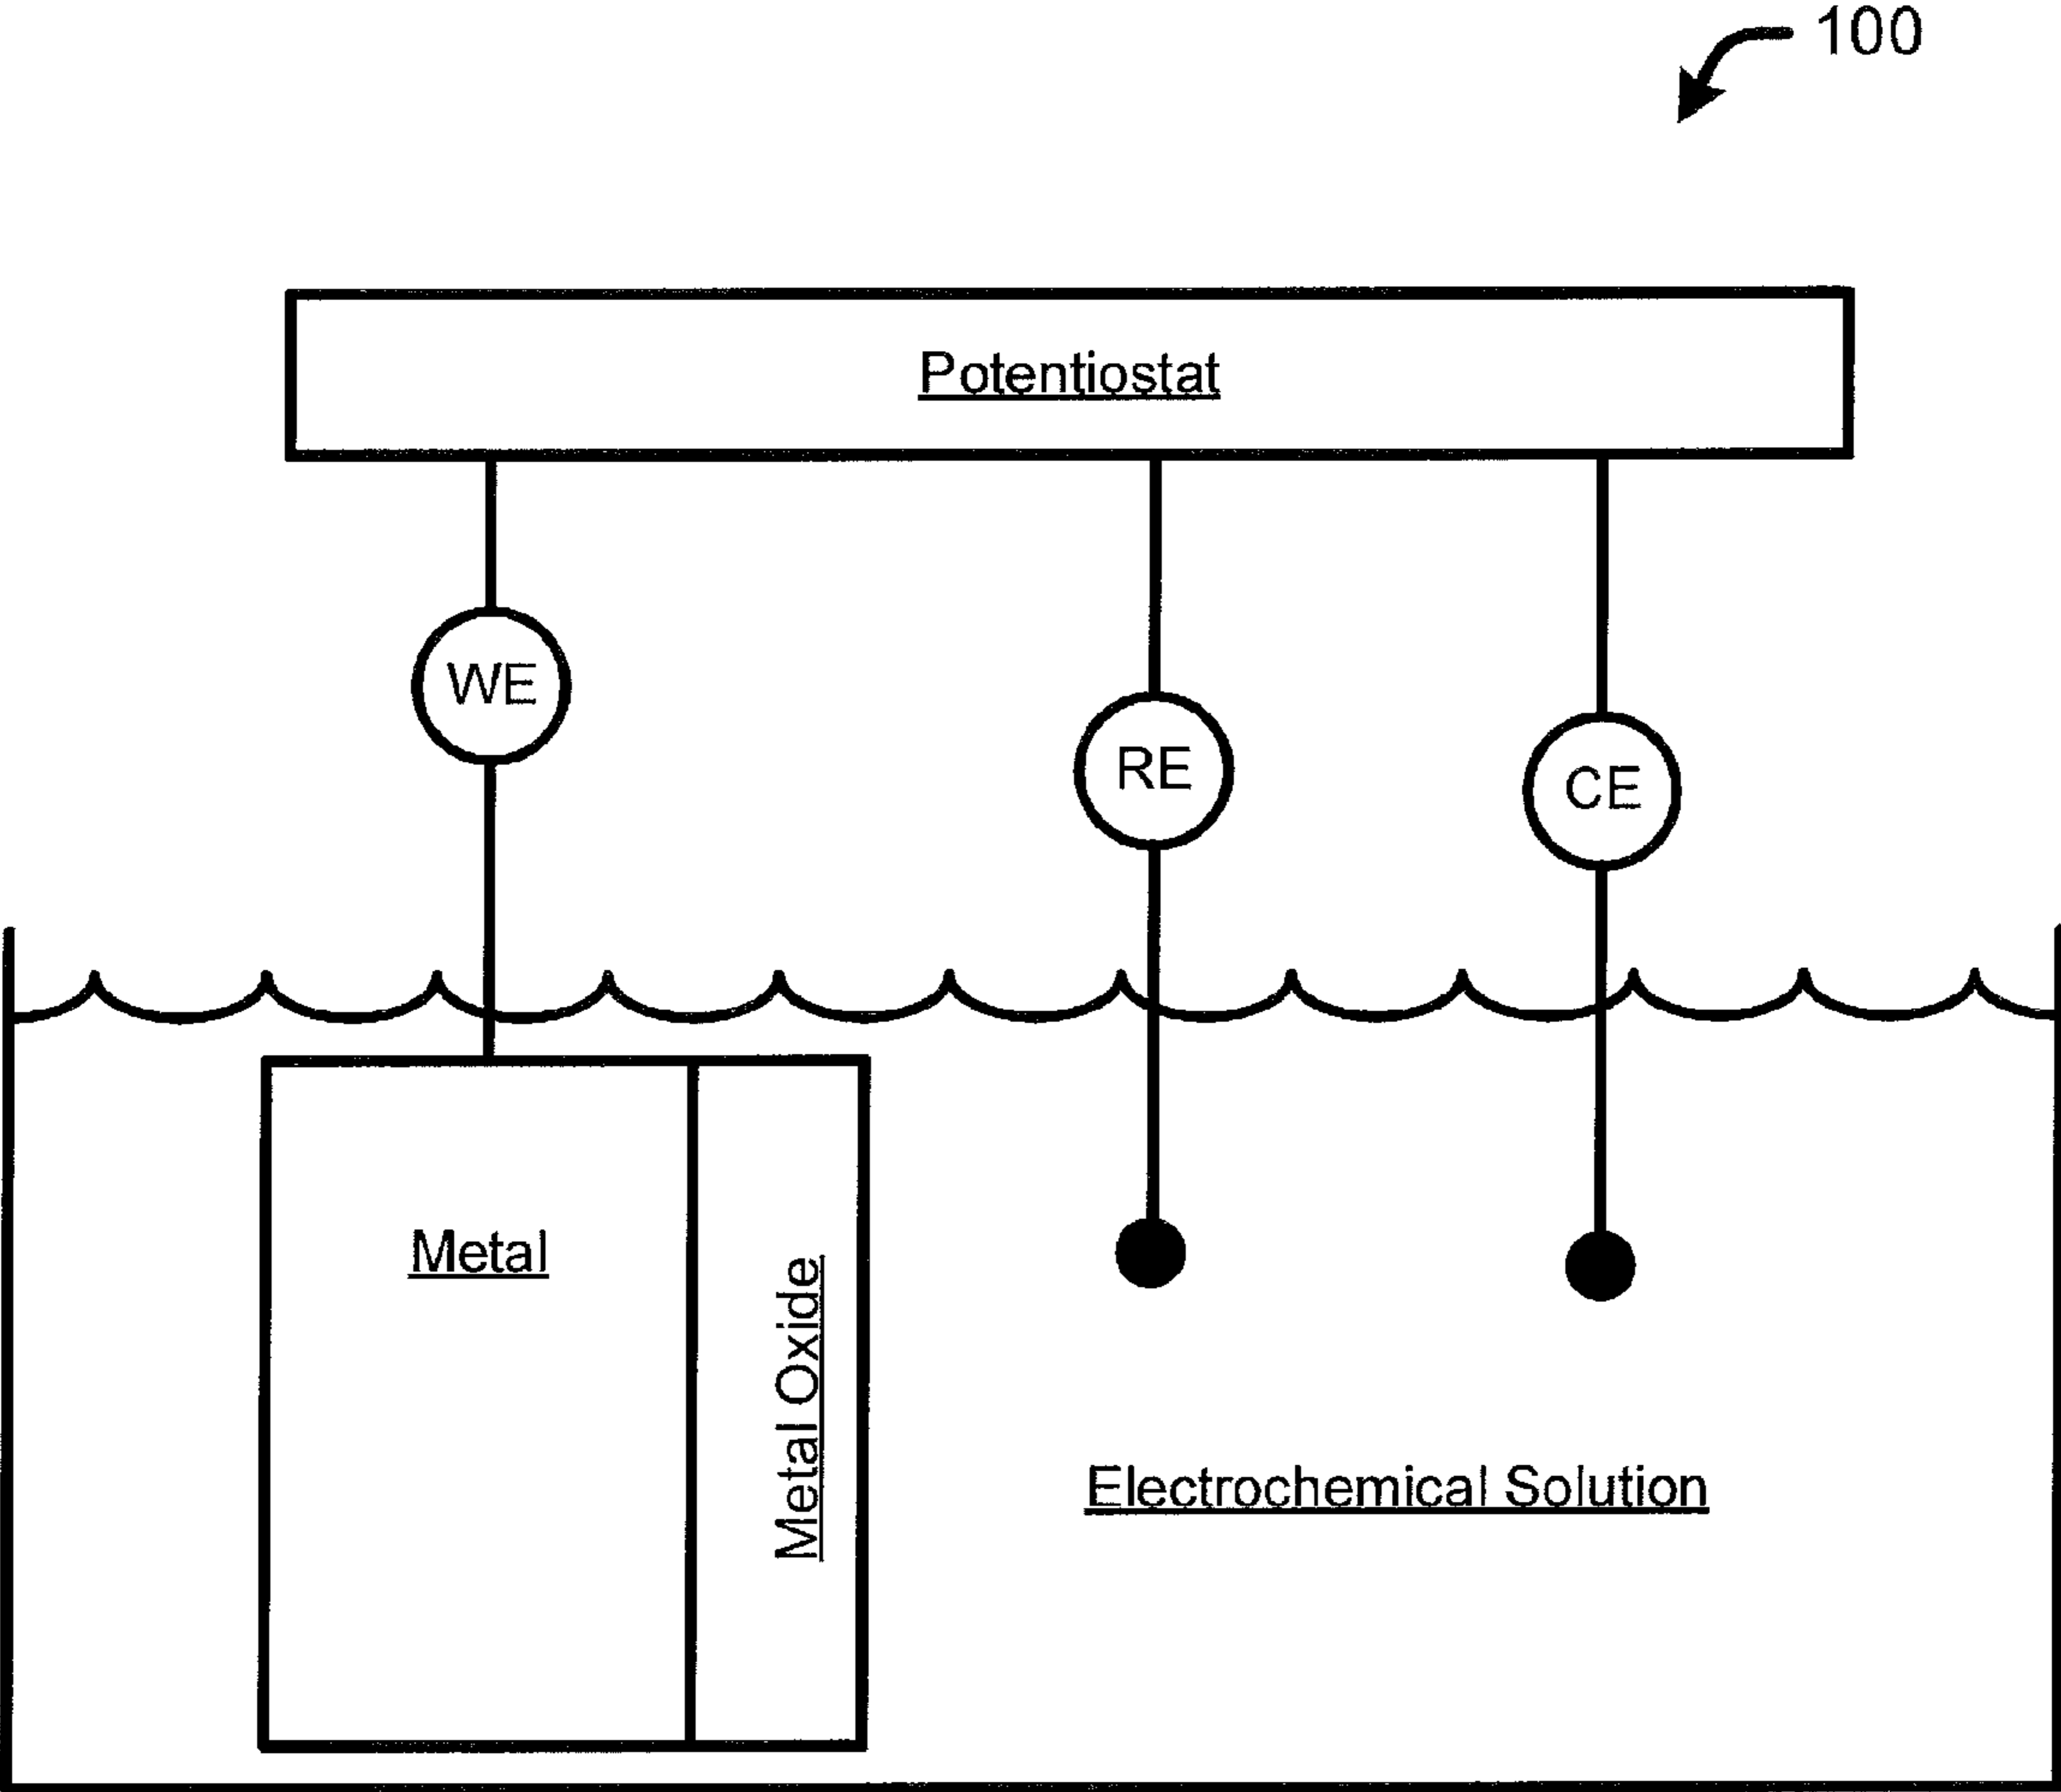 100
Potentiostat
WE
RE
CE
Metal
Metal Oxide
Electrochemical Solution